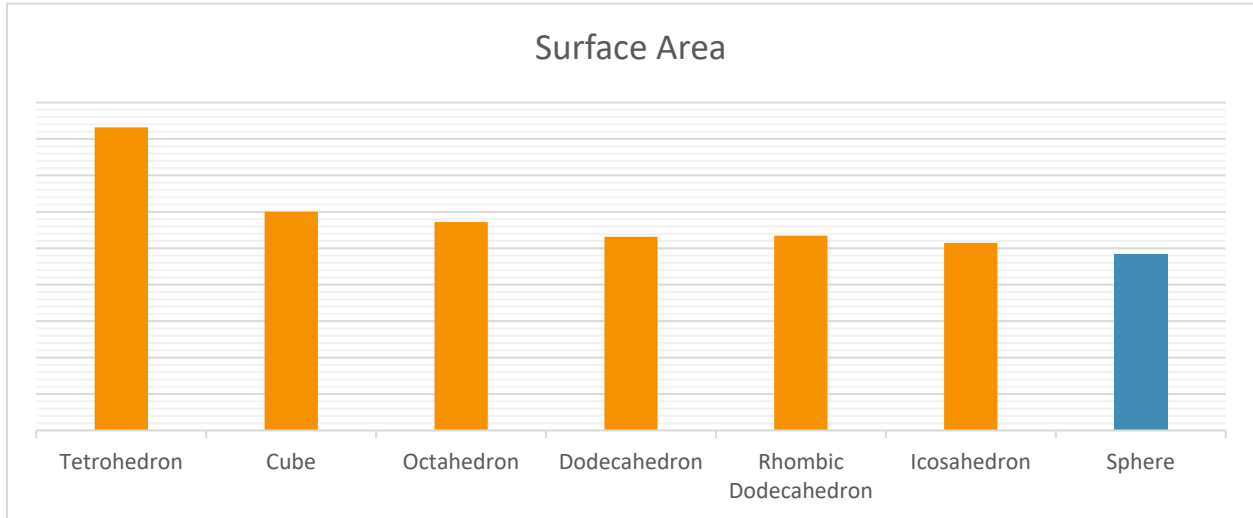 Surface Area
Tetrohedron
Cube
Octahedron
Dodecahedron
Rhombic
Dodecahedron
Icosahedron
Sphere